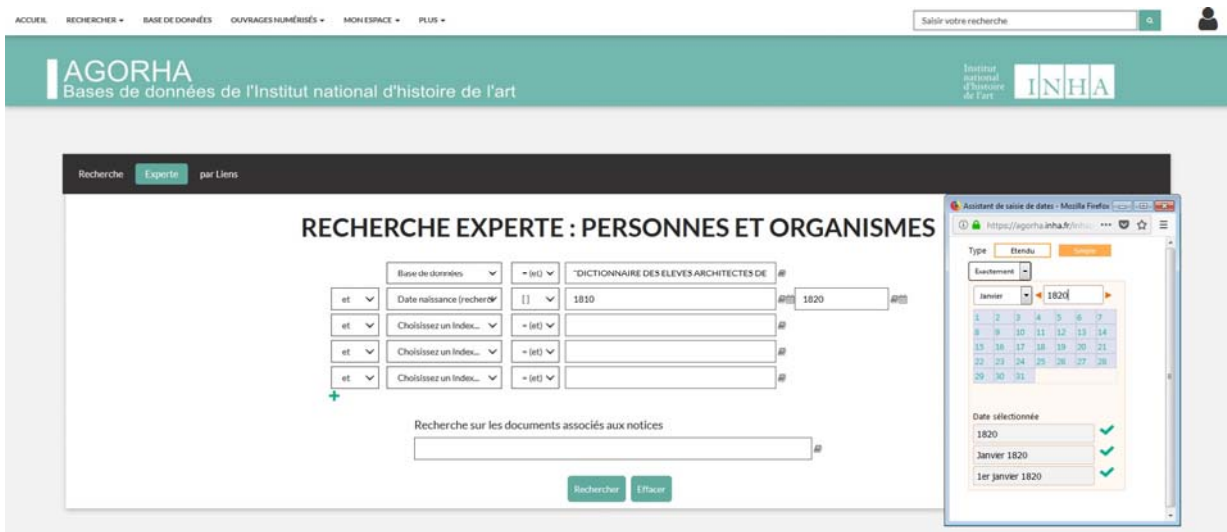 ACCUEIL RECHERCHER BASE DE DONNÉES OUVRAGES NUMÉRISÉS MON ESPACE PLUS Saisir votre recherche
AGORHA
Bases de données de l'Institut national d'histoire de l'art
Institut
national
d'histoire
de l'art
INHA
Recherche Experte par Liens
RECHERCHE EXPERTE : PERSONNES ET ORGANISMES
Base de données = (et) "DICTIONNAIRE DES ELEVES ARCHITECTES DE
et Date naissance (recherc [ ] 1810 1820
et Choisissez un Index... = (et)
et Choisissez un Index... = (et)
et Choisissez un Index... = (et)
Recherche sur les documents associés aux notices
Rechercher Effacer
Assistant de saisie de dates - Mozilla Firefox
https://agorha.inha.fr/inha
Type Etendu Simple
Exactement
Janvier 1820
1 2 3 4 5 6 7
8 9 10 11 12 13 14
15 16 17 18 19 20 21
22 23 24 25 26 27 28
29 30 31
Date sélectionnée
1820
Janvier 1820
1er janvier 1820